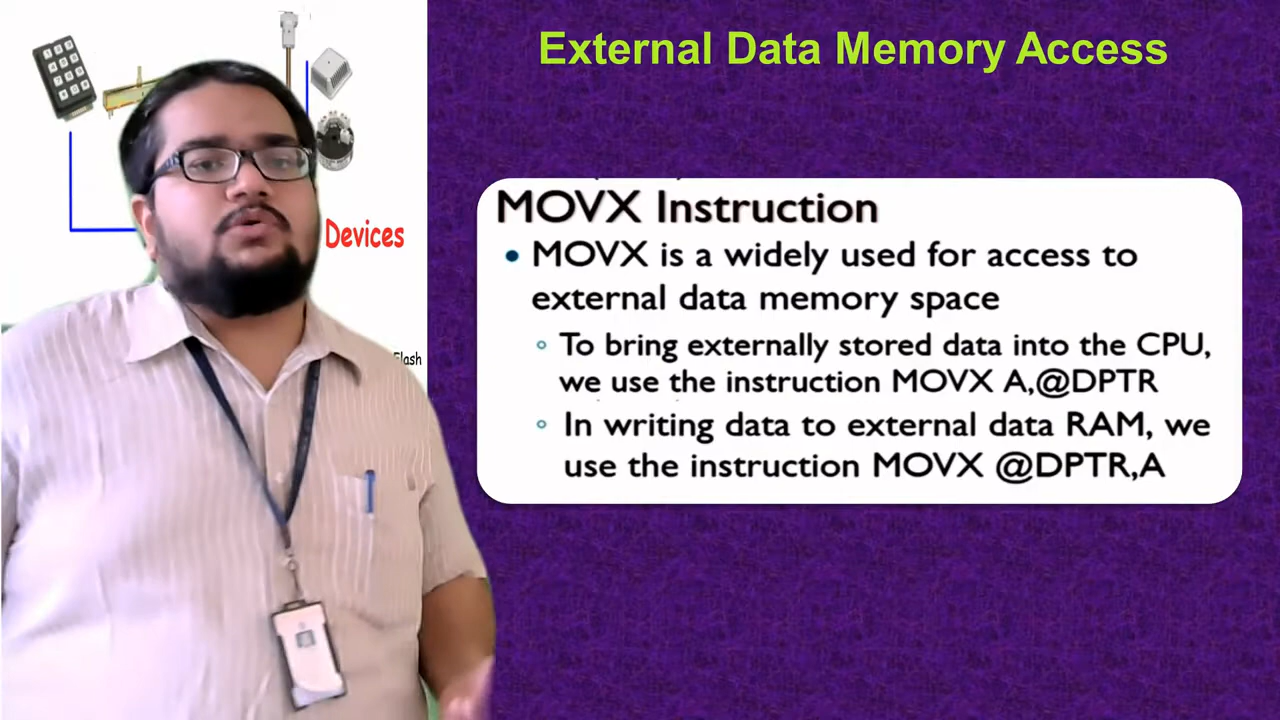 External Data Memory Access
MOVX Instruction
• MOVX is a widely used for access to
external data memory space
◦ To bring externally stored data into the CPU,
we use the instruction MOVX A,@DPTR
◦ In writing data to external data RAM, we
use the instruction MOVX @DPTR,A
Devices
Flash